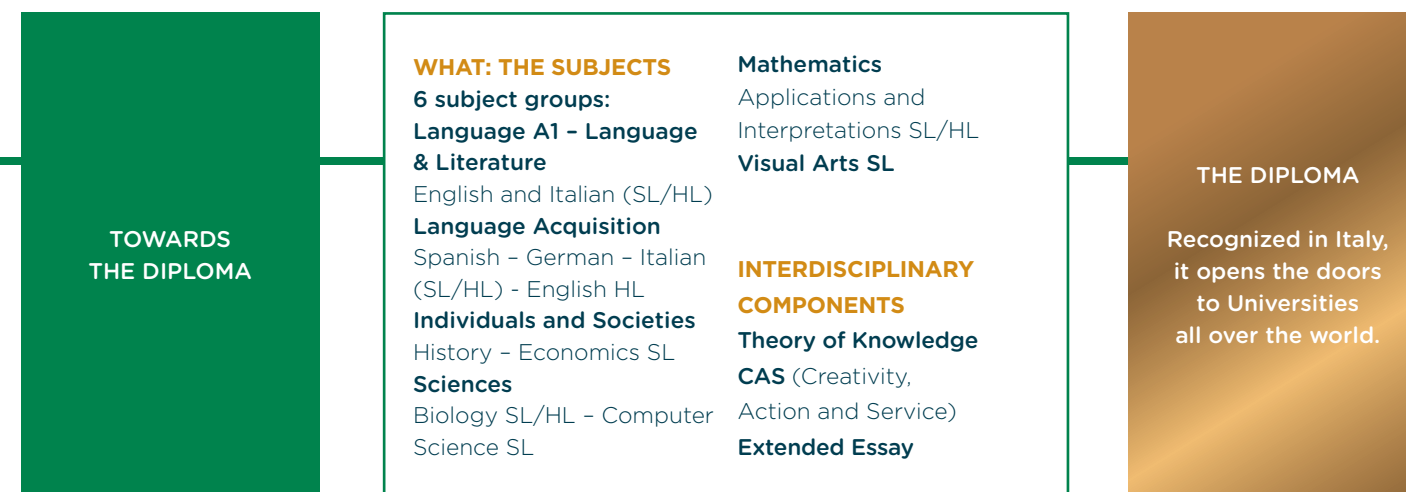 TOWARDS
THE DIPLOMA
WHAT: THE SUBJECTS
6 subject groups:
Language A1 – Language
& Literature
English and Italian (SL/HL)
Language Acquisition
Spanish – German – Italian
(SL/HL) - English HL
Individuals and Societies
History – Economics SL
Sciences
Biology SL/HL – Computer
Science SL
Mathematics
Applications and
Interpretations SL/HL
Visual Arts SL
INTERDISCIPLINARY
COMPONENTS
Theory of Knowledge
CAS (Creativity,
Action and Service)
Extended Essay
THE DIPLOMA
Recognized in Italy,
it opens the doors
to Universities
all over the world.